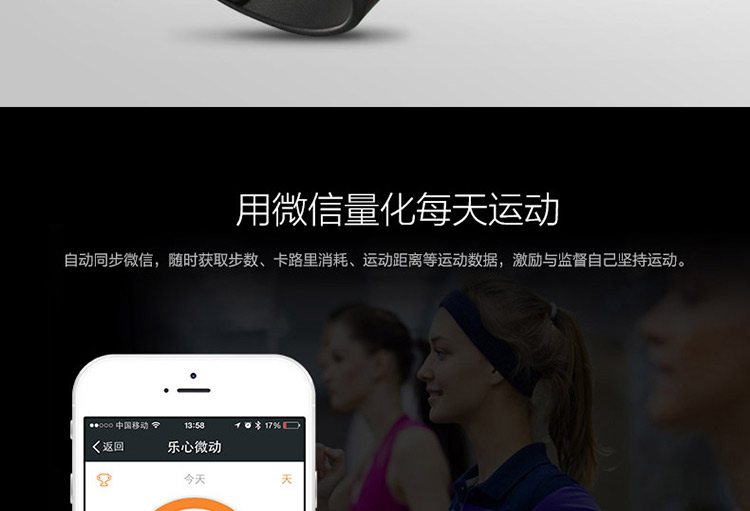 用微信量化每天运动
自动同步微信，随时获取步数、卡路里消耗、运动距离等运动数据，激励与监督自己坚持运动。
中国移动 13:58 17%
返回 乐心微动
今天 天